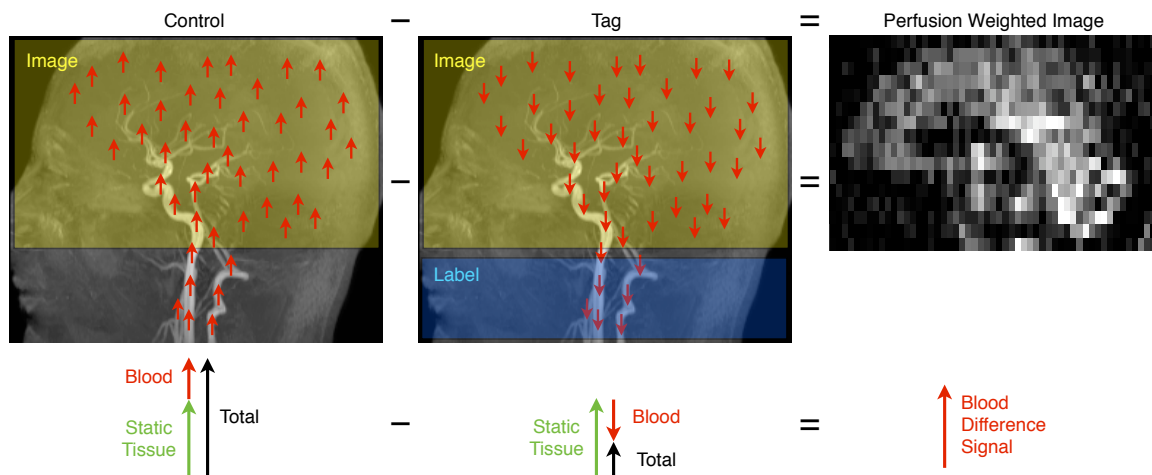 Control
–
Tag
=
Perfusion Weighted Image
Image
Image
–
=
Label
Blood
Static
Tissue
Total
–
Static
Tissue
Blood
Total
=
Blood
Difference
Signal